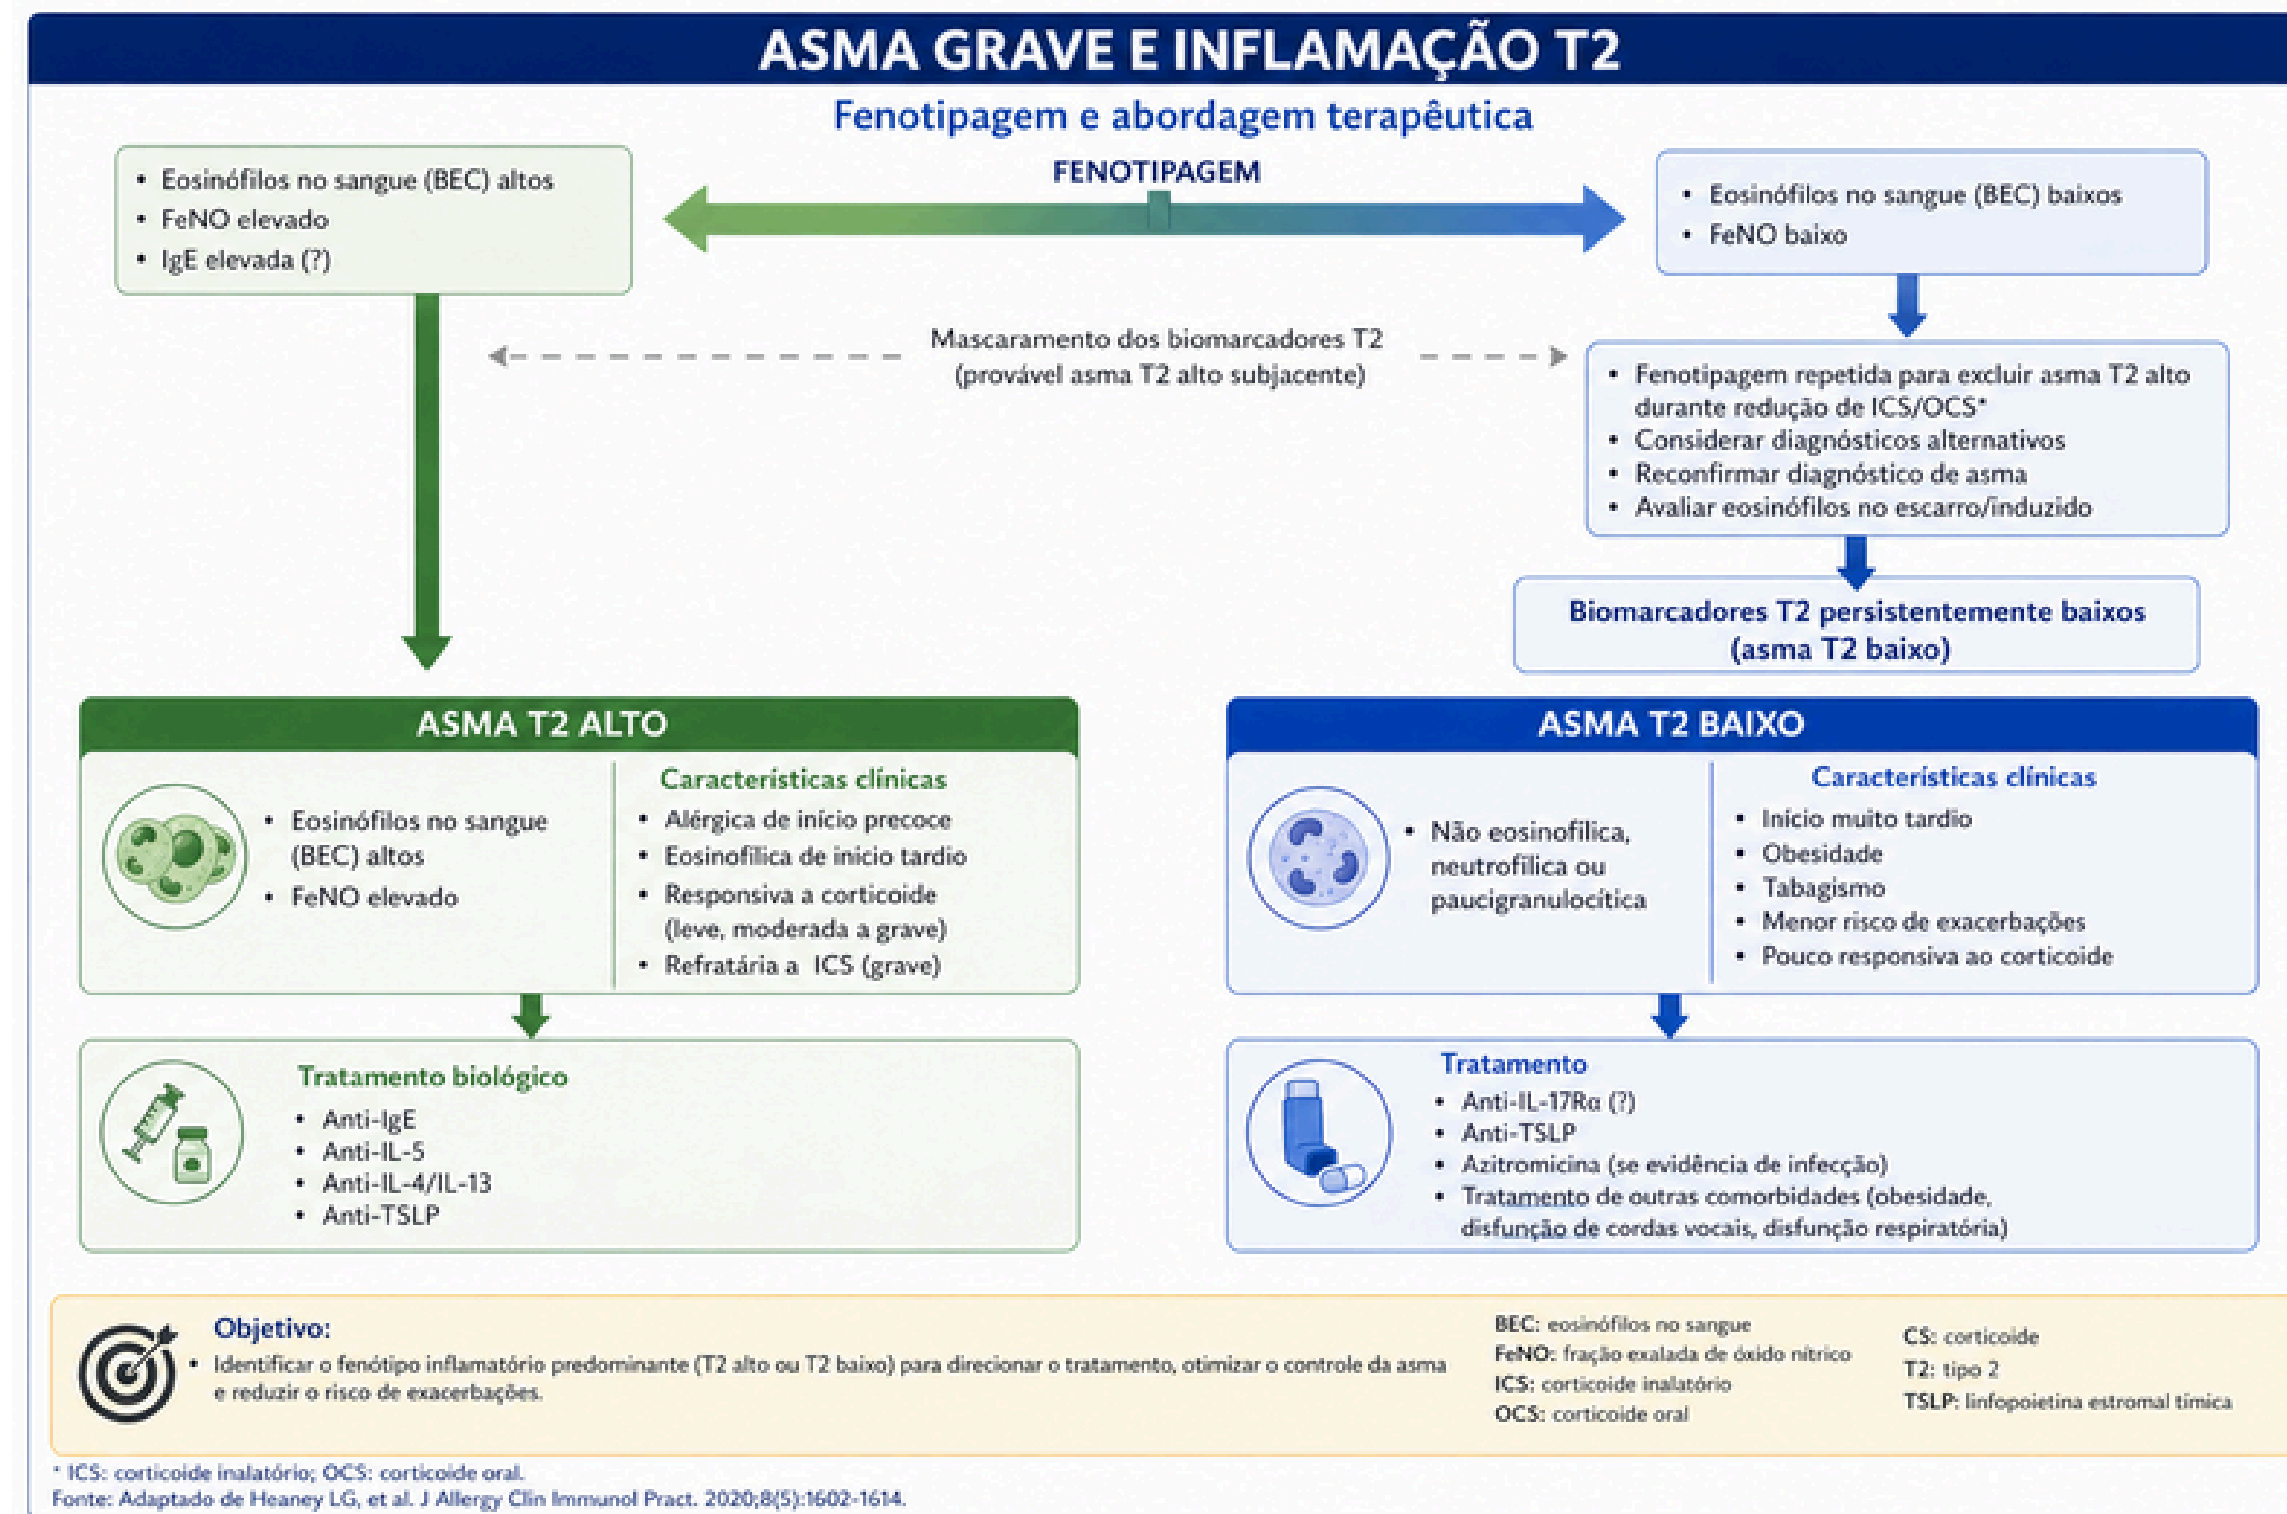 ASMA GRAVE E INFLAMAÇÃO T2
Fenotipagem e abordagem terapêutica
• Eosinófilos no sangue (BEC) altos
• FeNO elevado
• IgE elevada (?)
FENOTIPAGEM
• Eosinófilos no sangue (BEC) baixos
• FeNO baixo
Mascaramento dos biomarcadores T2
(provável asma T2 alto subjacente)
• Fenotipagem repetida para excluir asma T2 alto
durante redução de ICS/OCS*
• Considerar diagnósticos alternativos
• Reconfirmar diagnóstico de asma
• Avaliar eosinófilos no escarro/induzido
Biomarcadores T2 persistentemente baixos
(asma T2 baixo)
ASMA T2 ALTO
• Eosinófilos no sangue
(BEC) altos
• FeNO elevado
Características clínicas
• Alérgica de início precoce
• Eosinofílica de início tardio
• Responsiva a corticoide
(leve, moderada a grave)
• Refratária a ICS (grave)
Tratamento biológico
• Anti-IgE
• Anti-IL-5
• Anti-IL-4/IL-13
• Anti-TSLP
ASMA T2 BAIXO
• Não eosinofílica,
neutrofílica ou
paucigranulocítica
Características clínicas
• Início muito tardio
• Obesidade
• Tabagismo
• Menor risco de exacerbações
• Pouco responsiva ao corticoide
Tratamento
• Anti-IL-17Rα (?)
• Anti-TSLP
• Azitromicina (se evidência de infecção)
• Tratamento de outras comorbidades (obesidade,
disfunção de cordas vocais, disfunção respiratória)
Objetivo:
• Identificar o fenótipo inflamatório predominante (T2 alto ou T2 baixo) para direcionar o tratamento, otimizar o controle da asma
e reduzir o risco de exacerbações.
BEC: eosinófilos no sangue
FeNO: fração exalada de óxido nítrico
ICS: corticoide inalatório
OCS: corticoide oral
CS: corticoide
T2: tipo 2
TSLP: linfopoietina estromal tímica
* ICS: corticoide inalatório; OCS: corticoide oral.
Fonte: Adaptado de Heaney LG, et al. J Allergy Clin Immunol Pract. 2020;8(5):1602-1614.